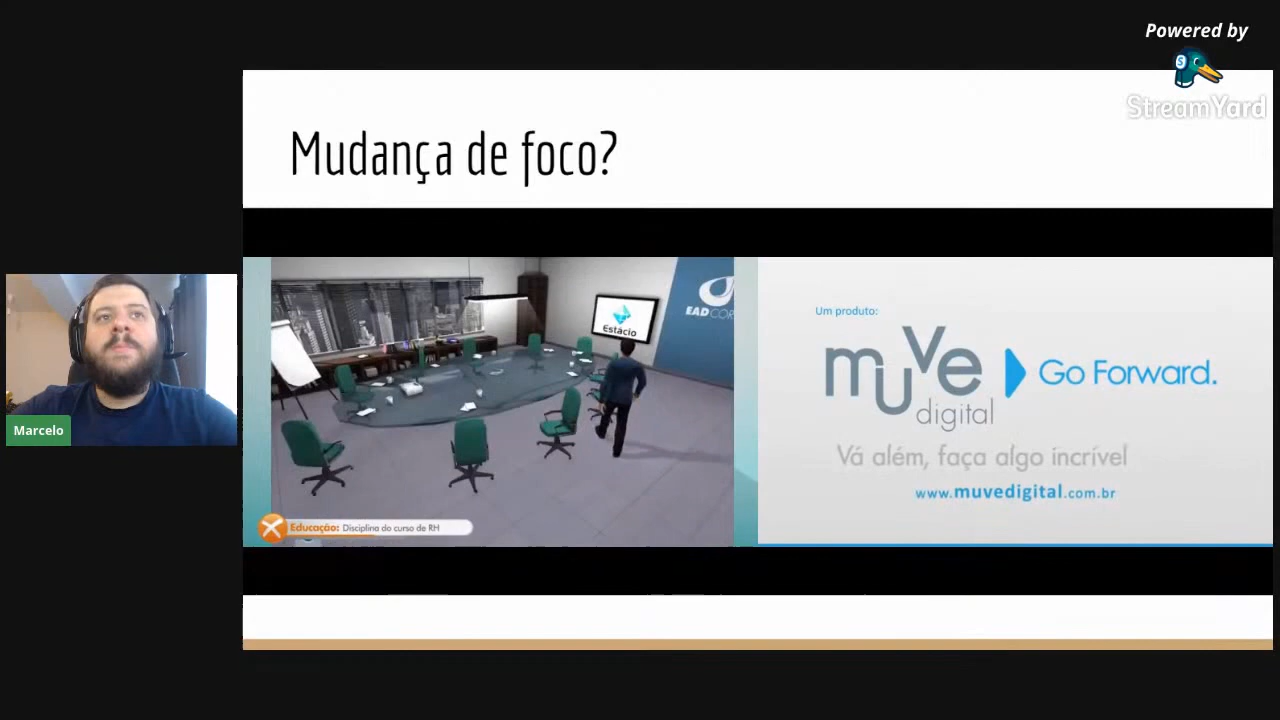 Powered by
StreamYard
Mudança de foco?
Estácio
EAD COR
Um produto:
muve
digital
Go Forward.
Vá além, faça algo incrível
www.muvedigital.com.br
Educação: Disciplina do curso de RH
Marcelo